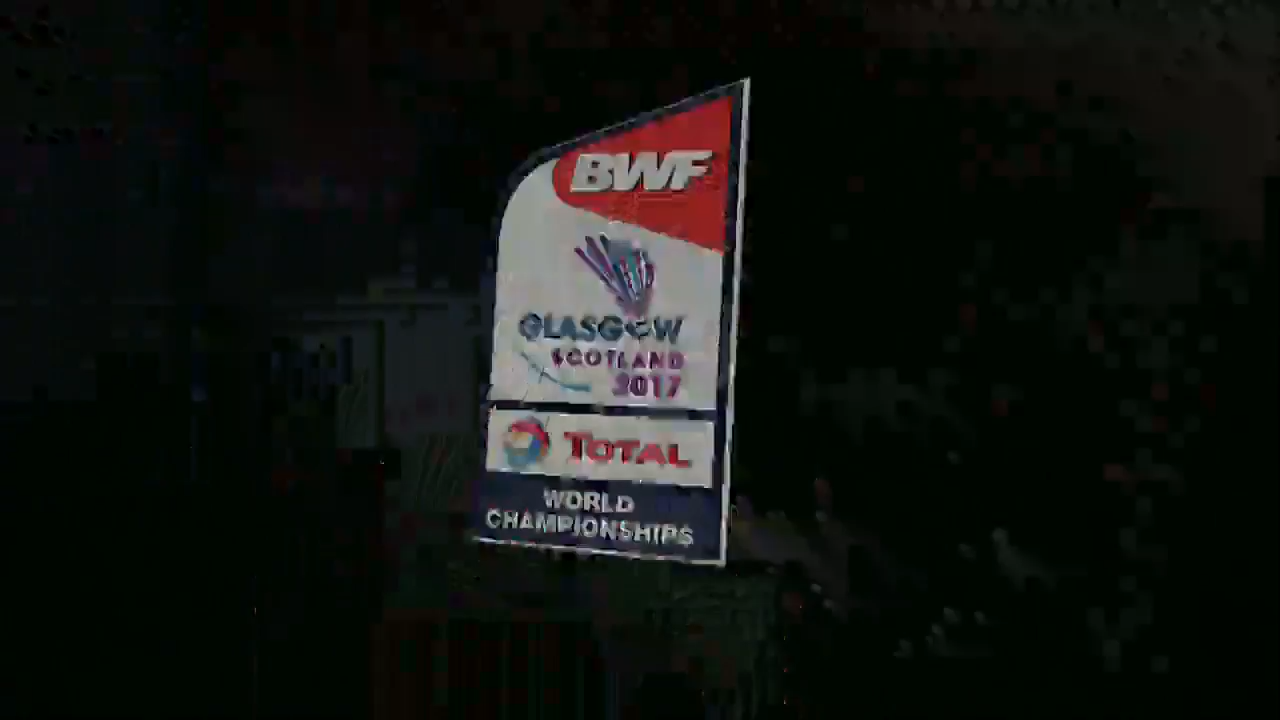 BWF
GLASGOW
SCOTLAND
2017
TOTAL
WORLD
CHAMPIONSHIPS